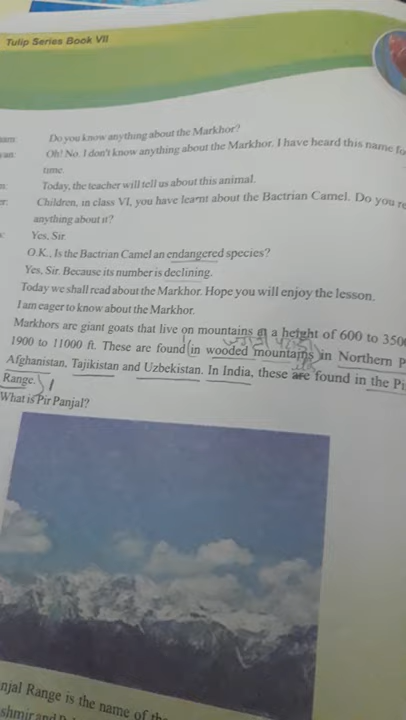 Tulip Series Book VII
Do you know anything about the Markhor?
Oh! No. I don't know anything about the Markhor. I have heard this name
time.
Today, the teacher will tell us about this animal.
Children, in class VI, you have learnt about the Bactrian Camel. Do you
anything about it?
Yes, Sir.
O.K., Is the Bactrian Camel an endangered species?
Yes, Sir. Because its number is declining.
Today we shall read about the Markhor. Hope you will enjoy the lesson.
I am eager to know about the Markhor.
Markhors are giant goats that live on mountains at a height of 600 to
1900 to 11000 ft. These are found in wooded mountains in Northern
Afghanistan, Tajikistan and Uzbekistan. In India, these are found in the
Range.
What is Pir Panjal?
Range is the name of